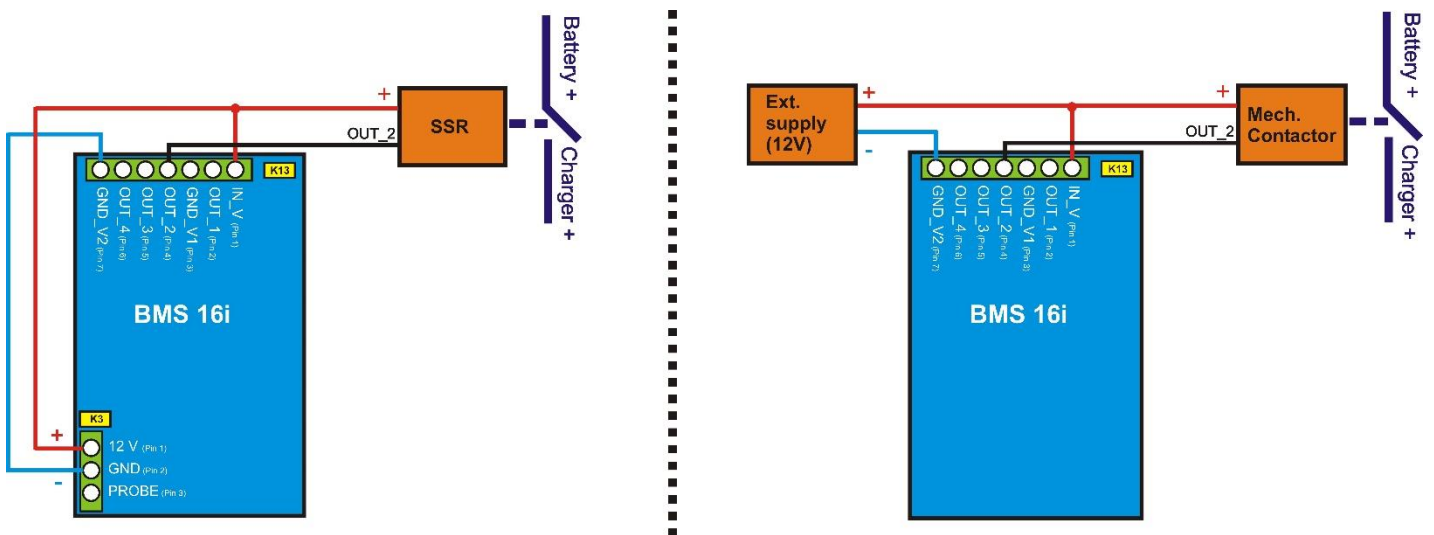 Battery +
Charger +
+
SSR
OUT_2
K13
GND_V2 (Pin 7)
OUT_4 (Pin 6)
OUT_3 (Pin 5)
OUT_2 (Pin 4)
GND_V1 (Pin 3)
OUT_1 (Pin 2)
IN_V (Pin 1)
BMS 16i
K3
+
12 V (Pin 1)
GND (Pin 2)
-
PROBE (Pin 3)
Battery +
Charger +
Ext.
supply
(12V)
+
-
+
Mech.
Contactor
OUT_2
K13
GND_V2 (Pin 7)
OUT_4 (Pin 6)
OUT_3 (Pin 5)
OUT_2 (Pin 4)
GND_V1 (Pin 3)
OUT_1 (Pin 2)
IN_V (Pin 1)
BMS 16i